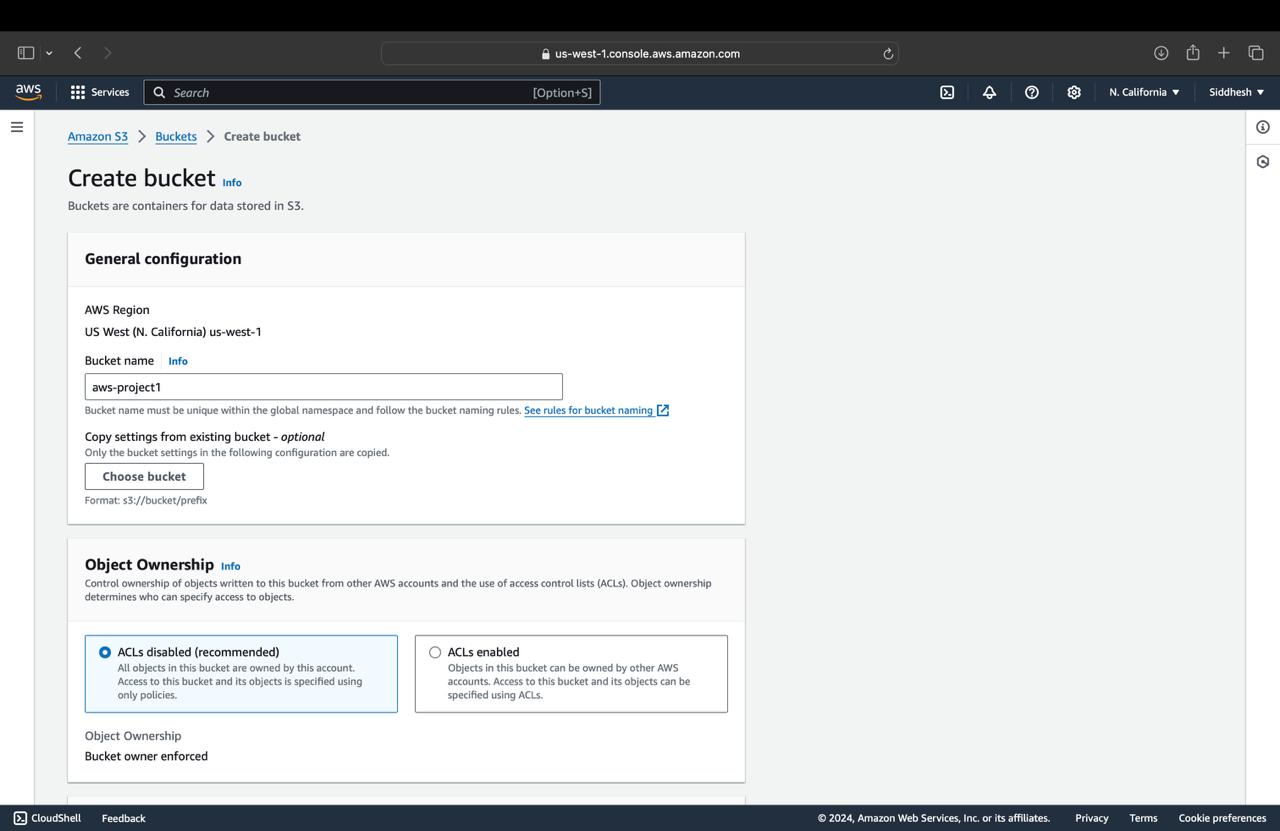 us-west-1.console.aws.amazon.com
aws
Services
Search
[Option+S]
N. California
Siddhesh
Amazon S3
Buckets
Create bucket
Create bucket Info
Buckets are containers for data stored in S3.
General configuration
AWS Region
US West (N. California) us-west-1
Bucket name Info
aws-project1
Bucket name must be unique within the global namespace and follow the bucket naming rules. See rules for bucket naming
Copy settings from existing bucket - optional
Only the bucket settings in the following configuration are copied.
Choose bucket
Format: s3://bucket/prefix
Object Ownership Info
Control ownership of objects written to this bucket from other AWS accounts and the use of access control lists (ACLs). Object ownership
determines who can specify access to objects.
ACLs disabled (recommended)
All objects in this bucket are owned by this account.
Access to this bucket and its objects is specified using
only policies.
ACLs enabled
Objects in this bucket can be owned by other AWS
accounts. Access to this bucket and its objects can be
specified using ACLs.
Object Ownership
Bucket owner enforced
CloudShell
Feedback
© 2024, Amazon Web Services, Inc. or its affiliates.
Privacy
Terms
Cookie preferences